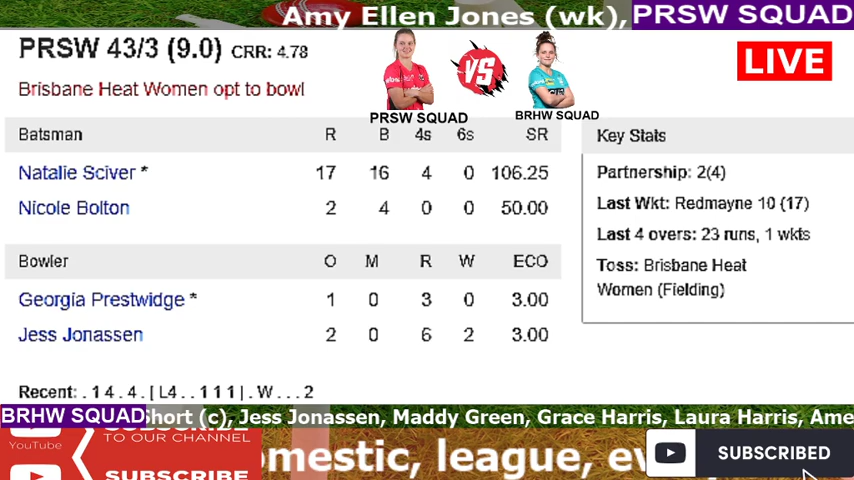 Amy Ellen Jones (wk), PRSW SQUAD
PRSW 43/3 (9.0) CRR: 4.78
LIVE
VS
Brisbane Heat Women opt to bowl
PRSW SQUAD
BRHW SQUAD
Batsman R B 4s 6s SR
Natalie Sciver * 17 16 4 0 106.25
Nicole Bolton 2 4 0 0 50.00
Bowler O M R W ECO
Georgia Prestwidge * 1 0 3 0 3.00
Jess Jonassen 2 0 6 2 3.00
Key Stats
Partnership: 2(4)
Last Wkt: Redmayne 10 (17)
Last 4 overs: 23 runs, 1 wkts
Toss: Brisbane Heat
Women (Fielding)
Recent: . 1 4 . 4 . [ L4 . . 1 1 1 | . W . . . 2
BRHW SQUAD Short (c), Jess Jonassen, Maddy Green, Grace Harris, Laura Harris, Ame
YouTube
SUBSCRIBE
TO OUR CHANNEL
SUBSCRIBE
omestic, league, ev
SUBSCRIBED